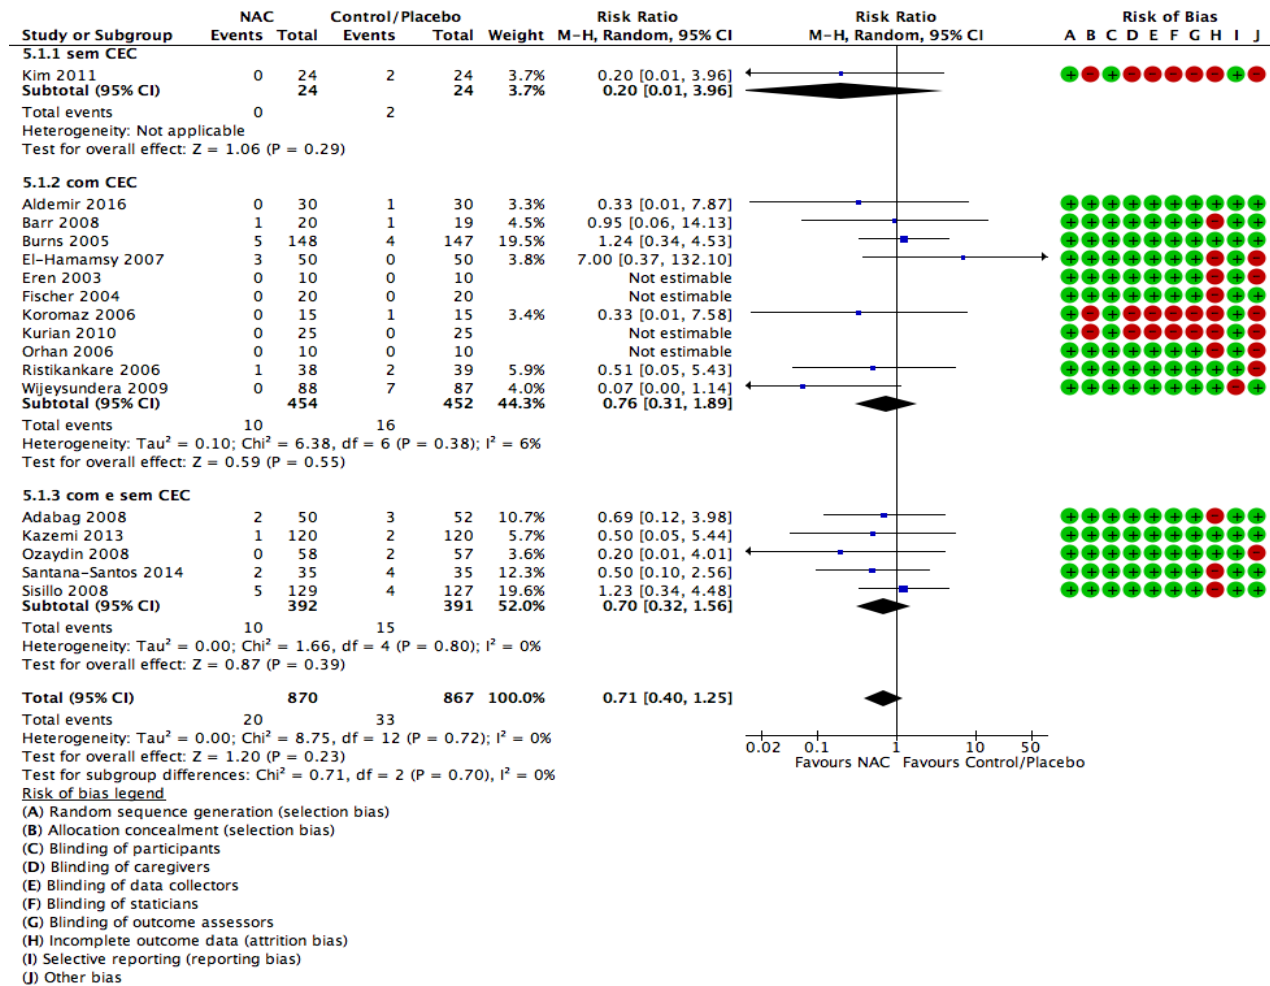 NAC Control/Placebo Risk Ratio Risk Ratio Risk of Bias
Study or Subgroup Events Total Events Total Weight M-H, Random, 95% CI M-H, Random, 95% CI A B C D E F G H I J
5.1.1 sem CEC
Kim 2011 0 24 2 24 3.7% 0.20 [0.01, 3.96]
Subtotal (95% CI) 24 24 3.7% 0.20 [0.01, 3.96]
Total events 0 2
Heterogeneity: Not applicable
Test for overall effect: Z = 1.06 (P = 0.29)
5.1.2 com CEC
Aldemir 2016 0 30 1 30 3.3% 0.33 [0.01, 7.87]
Barr 2008 1 20 1 19 4.5% 0.95 [0.06, 14.13]
Burns 2005 5 148 4 147 19.5% 1.24 [0.34, 4.53]
El-Hamamsy 2007 3 50 0 50 3.8% 7.00 [0.37, 132.10]
Eren 2003 0 10 0 10 Not estimable
Fischer 2004 0 20 0 20 Not estimable
Koromaz 2006 0 15 1 15 3.4% 0.33 [0.01, 7.58]
Kurian 2010 0 25 0 25 Not estimable
Orhan 2006 0 10 0 10 Not estimable
Ristikankare 2006 1 38 2 39 5.9% 0.51 [0.05, 5.43]
Wijeysundera 2009 0 88 7 87 4.0% 0.07 [0.00, 1.14]
Subtotal (95% CI) 454 452 44.3% 0.76 [0.31, 1.89]
Total events 10 16
Heterogeneity: Tau² = 0.10; Chi² = 6.38, df = 6 (P = 0.38); I² = 6%
Test for overall effect: Z = 0.59 (P = 0.55)
5.1.3 com e sem CEC
Adabag 2008 2 50 3 52 10.7% 0.69 [0.12, 3.98]
Kazemi 2013 1 120 2 120 5.7% 0.50 [0.05, 5.44]
Ozaydin 2008 0 58 2 57 3.6% 0.20 [0.01, 4.01]
Santana-Santos 2014 2 35 4 35 12.3% 0.50 [0.10, 2.56]
Sisillo 2008 5 129 4 127 19.6% 1.23 [0.34, 4.48]
Subtotal (95% CI) 392 391 52.0% 0.70 [0.32, 1.56]
Total events 10 15
Heterogeneity: Tau² = 0.00; Chi² = 1.66, df = 4 (P = 0.80); I² = 0%
Test for overall effect: Z = 0.87 (P = 0.39)
Total (95% CI) 870 867 100.0% 0.71 [0.40, 1.25]
Total events 20 33
Heterogeneity: Tau² = 0.00; Chi² = 8.75, df = 12 (P = 0.72); I² = 0%
Test for overall effect: Z = 1.20 (P = 0.23)
Test for subgroup differences: Chi² = 0.71, df = 2 (P = 0.70), I² = 0%
0.02 0.1 1 10 50
Favours NAC Favours Control/Placebo
Risk of bias legend
(A) Random sequence generation (selection bias)
(B) Allocation concealment (selection bias)
(C) Blinding of participants
(D) Blinding of caregivers
(E) Blinding of data collectors
(F) Blinding of staticians
(G) Blinding of outcome assessors
(H) Incomplete outcome data (attrition bias)
(I) Selective reporting (reporting bias)
(J) Other bias